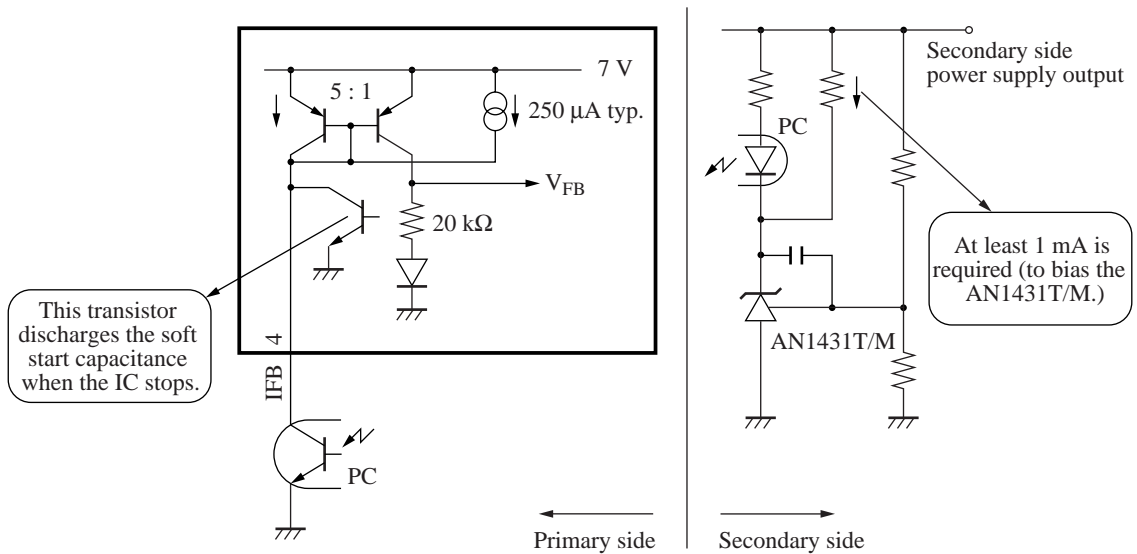 7 V
5 : 1
250 μA typ.
V_FB
20 kΩ
This transistor
discharges the soft
start capacitance
when the IC stops.
4
IFB
PC
Primary side
Secondary side
power supply output
PC
At least 1 mA is
required (to bias the
AN1431T/M.)
AN1431T/M
Secondary side